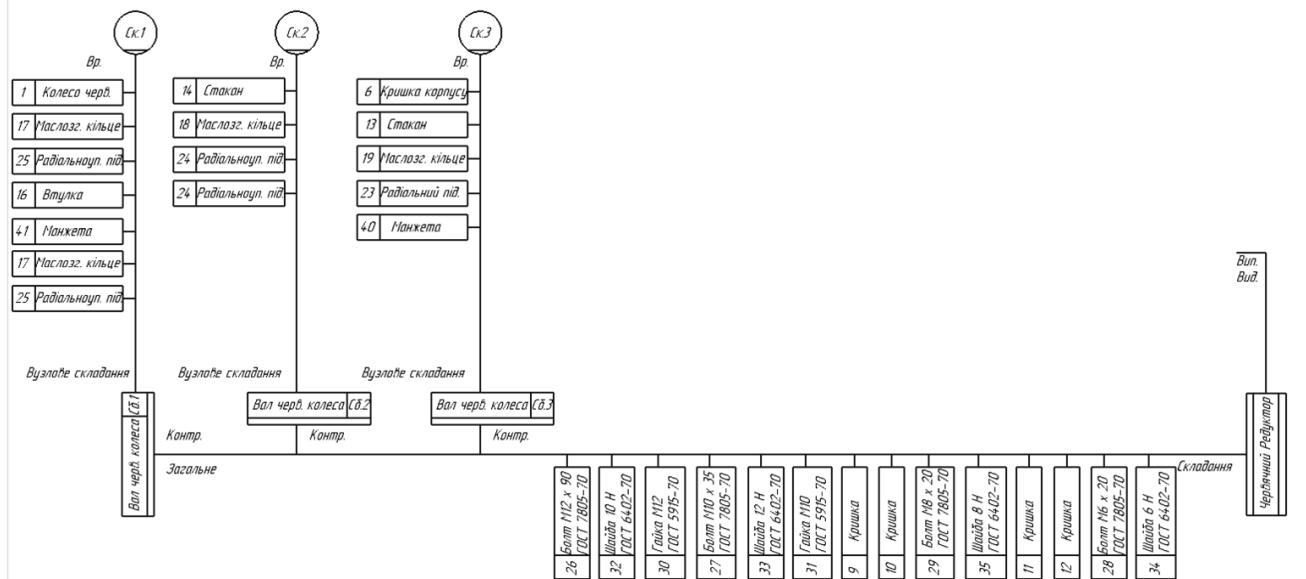 Ск.1
Ск.2
Ск.3
Вр.
Вр.
Вр.
1 Колесо черв.
17 Маслозг. кільце
25 Радіальноуп. під.
16 Втулка
41 Манжета
17 Маслозг. кільце
25 Радіальноуп. під.
14 Стакан
18 Маслозг. кільце
24 Радіальноуп. під.
24 Радіальноуп. під.
6 Кришка корпусу
13 Стакан
19 Маслозг. кільце
23 Радіальний під.
40 Манжета
Вип.
Вид.
Вузлове складання
Вузлове складання
Вузлове складання
Вал черв. колеса Сб.1
Вал черв. колеса Сб.2
Вал черв. колеса Сб.3
Контр.
Контр.
Контр.
Загальне
Складання
26 Болт М12 х 90
ГОСТ 7805-70
32 Шайба 10 Н
ГОСТ 6402-70
30 Гайка М12
ГОСТ 5915-70
27 Болт М10 х 35
ГОСТ 7805-70
33 Шайба 12 Н
ГОСТ 6402-70
31 Гайка М10
ГОСТ 5915-70
9 Кришка
10 Кришка
29 Болт М8 х 20
ГОСТ 7805-70
35 Шайба 8 Н
ГОСТ 6402-70
11 Кришка
12 Кришка
28 Болт М6 х 20
ГОСТ 7805-70
34 Шайба 6 Н
ГОСТ 6402-70
Червячний Редуктор